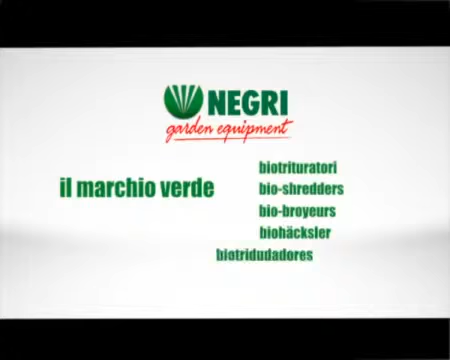 NEGRI
garden equipment
il marchio verde
biotrituratori
bio-shredders
bio-broyeurs
biohäcksler
biotridudadores